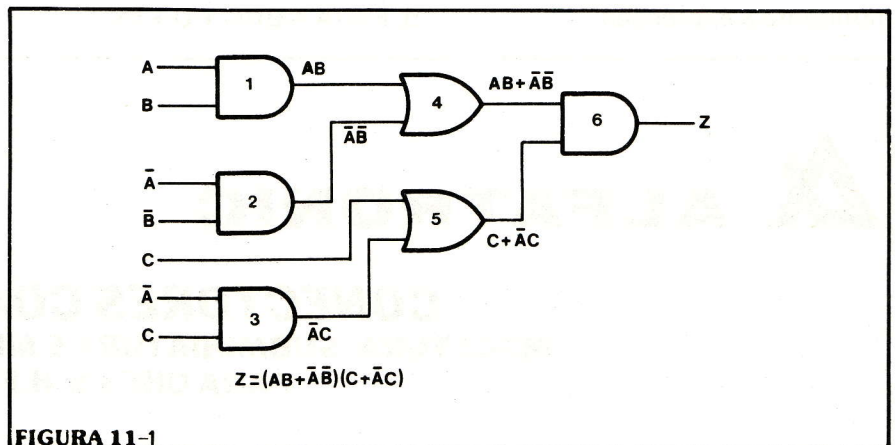 A
B
1
AB
Ā
B̄
2
ĀB̄
C
Ā
C
3
ĀC
4
AB+ĀB̄
5
C+ĀC
6
Z
Z=(AB+ĀB̄)(C+ĀC)
FIGURA 11-1